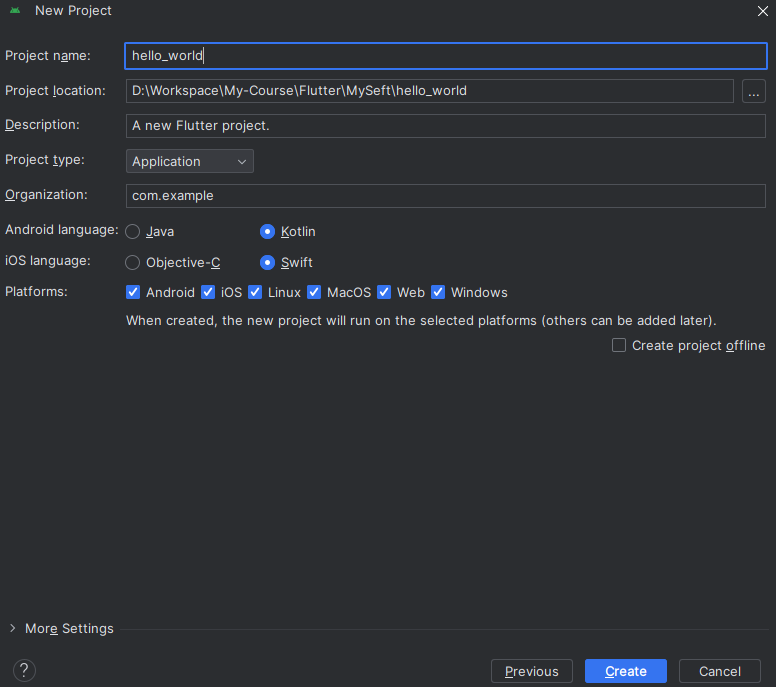 New Project
Project name: hello_world
Project location: D:\Workspace\My-Course\Flutter\MySeft\hello_world ...
Description: A new Flutter project.
Project type: Application
Organization: com.example
Android language: Java Kotlin
iOS language: Objective-C Swift
Platforms: Android iOS Linux MacOS Web Windows
When created, the new project will run on the selected platforms (others can be added later).
Create project offline
More Settings
? Previous Create Cancel